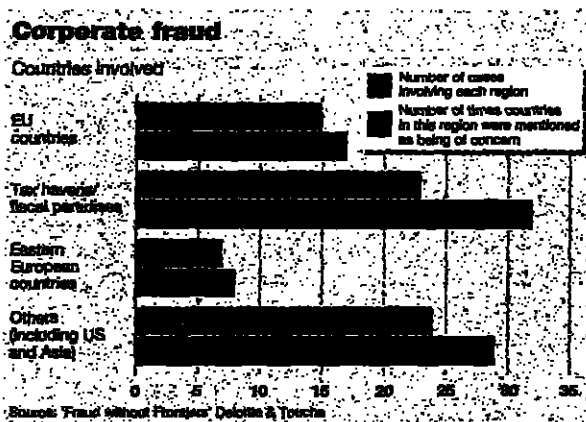 Corporate fraud
Countries involved
Number of cases
involving each region
Number of times countries
in this region were mentioned
as being of concern
EU
countries
Tax havens/
fiscal paradises
Eastern
European
countries
Others
(including US
and Asia)
0 5 10 15 20 25 30 35
Source: 'Fraud without Frontiers' Deloitte & Touche